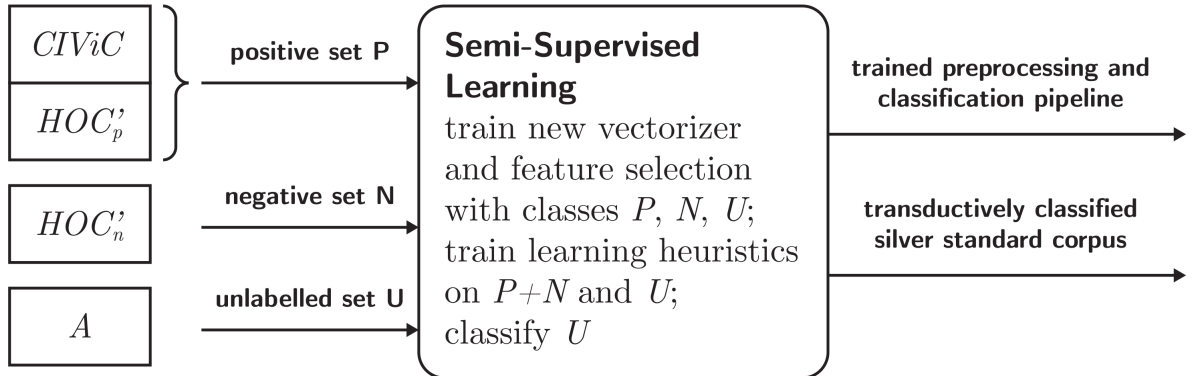 CIViC
HOC'p
HOC'n
A
positive set P
negative set N
unlabelled set U
Semi-Supervised
Learning
train new vectorizer
and feature selection
with classes P, N, U;
train learning heuristics
on P+N and U;
classify U
trained preprocessing and
classification pipeline
transductively classified
silver standard corpus